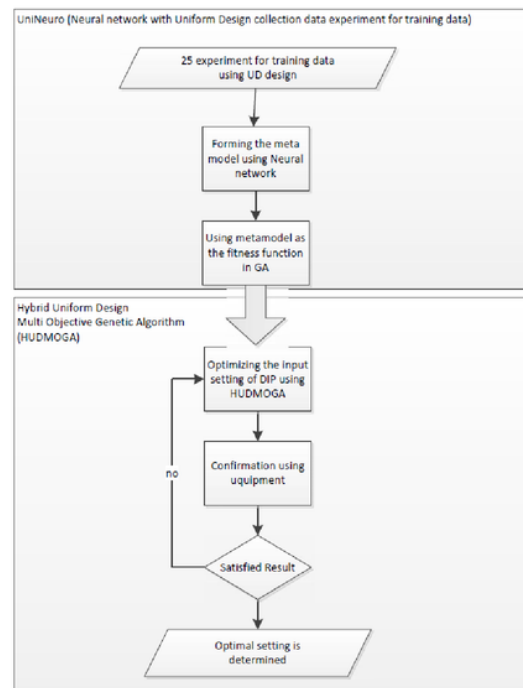 UniNeuro (Neural network with Uniform Design collection data experiment for training data)
25 experiment for training data
using UD design
Forming the meta
model using Neural
network
Using metamodel as
the fitness function
in GA
Hybrid Uniform Design
Multi Objective Genetic Algorithm
(HUDMOGA)
Optimizing the input
setting of DIP using
HUDMOGA
Confirmation using
uquipment
no
Satisfied Result
Optimal setting is
determined